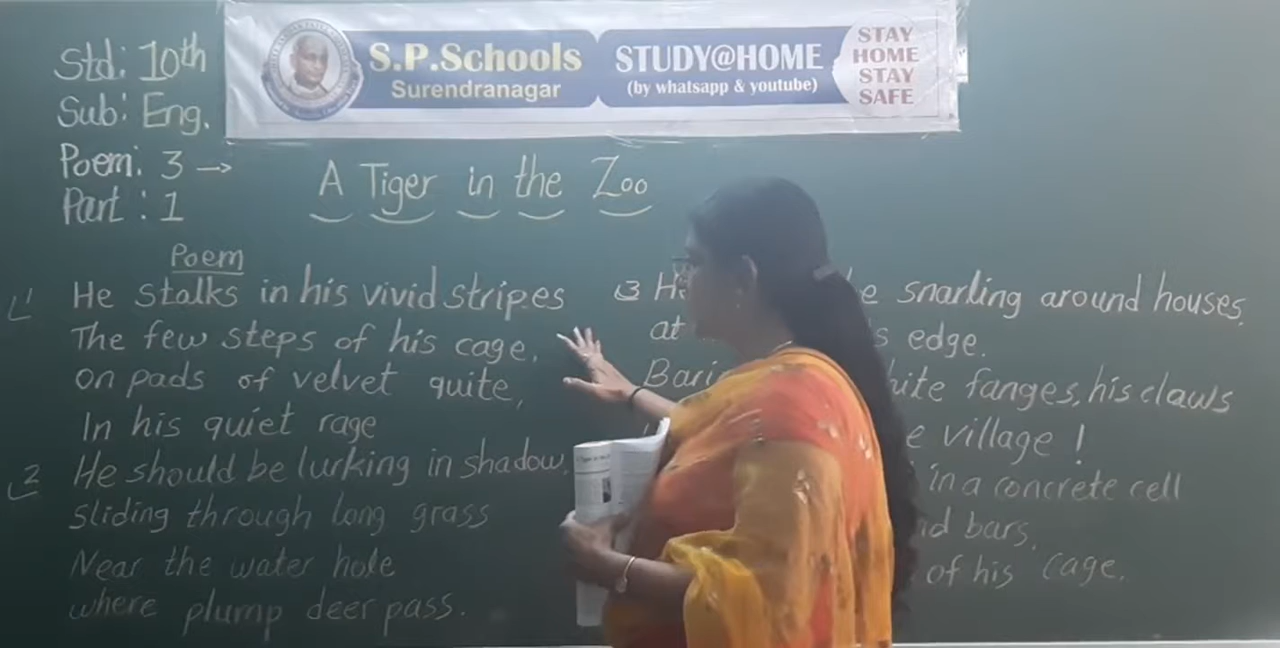 S.P.Schools
Surendranagar
STUDY@HOME
(by whatsapp & youtube)
STAY
HOME
STAY
SAFE
Std: 10th
Sub: Eng.
Poem: 3 →
Part : 1
A Tiger in the Zoo
Poem
1 He stalks in his vivid stripes
The few steps of his cage,
on pads of velvet quite,
In his quiet rage
2 He should be lurking in shadow,
sliding through long grass
Near the water hole
where plump deer pass.
3 snarling around houses,
at edge.
fanges, his claws
village !
in a concrete cell
bars,
of his cage,